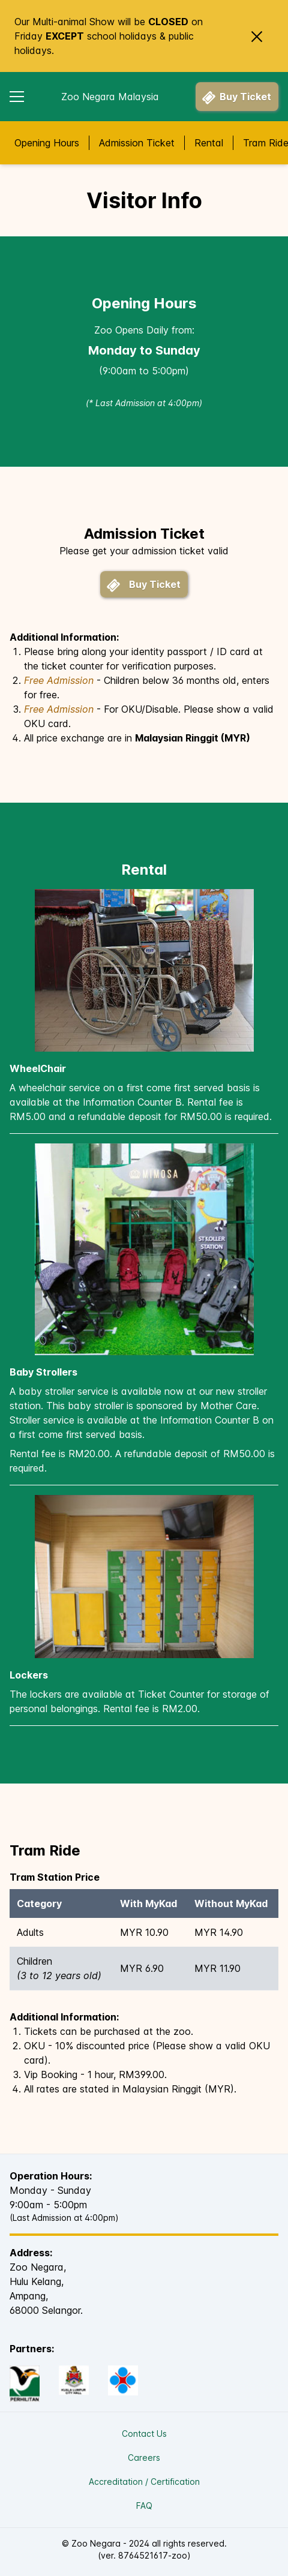 Our Multi-animal Show will be CLOSED on
Friday EXCEPT school holidays & public
holidays.
Zoo Negara Malaysia
Buy Ticket
Opening Hours
Admission Ticket
Rental
Tram Ride
Visitor Info
Opening Hours
Zoo Opens Daily from:
Monday to Sunday
(9:00am to 5:00pm)
(* Last Admission at 4:00pm)
Admission Ticket
Please get your admission ticket valid
Buy Ticket
Additional Information:
1. Please bring along your identity passport / ID card at
the ticket counter for verification purposes.
2. Free Admission - Children below 36 months old, enters
for free.
3. Free Admission - For OKU/Disable. Please show a valid
OKU card.
4. All price exchange are in Malaysian Ringgit (MYR)
Rental
WheelChair
A wheelchair service on a first come first served basis is
available at the Information Counter B. Rental fee is
RM5.00 and a refundable deposit for RM50.00 is required.
MIMOSA
STROLLER
STATION
Baby Strollers
A baby stroller service is available now at our new stroller
station. This baby stroller is sponsored by Mother Care.
Stroller service is available at the Information Counter B on
a first come first served basis.
Rental fee is RM20.00. A refundable deposit of RM50.00 is
required.
Lockers
The lockers are available at Ticket Counter for storage of
personal belongings. Rental fee is RM2.00.
Tram Ride
Tram Station Price
Category With MyKad Without MyKad
Adults MYR 10.90 MYR 14.90
Children
(3 to 12 years old) MYR 6.90 MYR 11.90
Additional Information:
1. Tickets can be purchased at the zoo.
2. OKU - 10% discounted price (Please show a valid OKU
card).
3. Vip Booking - 1 hour, RM399.00.
4. All rates are stated in Malaysian Ringgit (MYR).
Operation Hours:
Monday - Sunday
9:00am - 5:00pm
(Last Admission at 4:00pm)
Address:
Zoo Negara,
Hulu Kelang,
Ampang,
68000 Selangor.
Partners:
PERHILITAN
KUALA LUMPUR
CITY HALL
Contact Us
Careers
Accreditation / Certification
FAQ
© Zoo Negara - 2024 all rights reserved.
(ver. 8764521617-zoo)